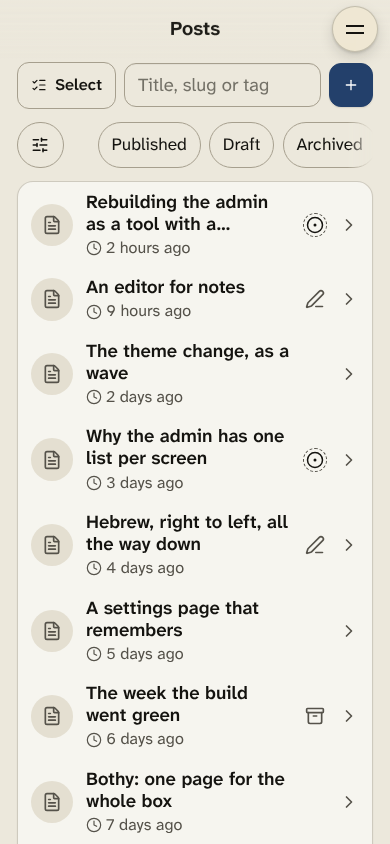 Posts
Select
Title, slug or tag
Published
Draft
Archived
Rebuilding the admin
as a tool with a...
2 hours ago
An editor for notes
9 hours ago
The theme change, as a
wave
2 days ago
Why the admin has one
list per screen
3 days ago
Hebrew, right to left, all
the way down
4 days ago
A settings page that
remembers
5 days ago
The week the build
went green
6 days ago
Bothy: one page for the
whole box
7 days ago